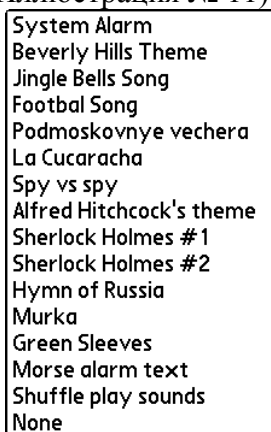 System Alarm
Beverly Hills Theme
Jingle Bells Song
Footbal Song
Podmoskovnye vechera
La Cucaracha
Spy vs spy
Alfred Hitchcock's theme
Sherlock Holmes #1
Sherlock Holmes #2
Hymn of Russia
Murka
Green Sleeves
Morse alarm text
Shuffle play sounds
None